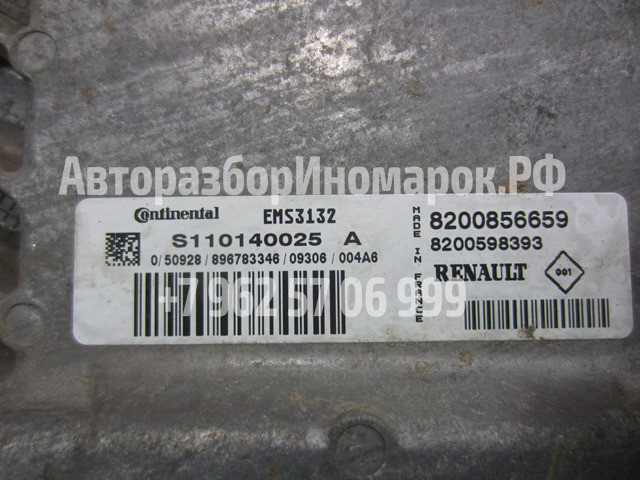 АвторазборИномарок.РФ
Continental EMS3132
S110140025 A
0/50928/896783346/09306/004A6
MADE IN FRANCE
8200856659
8200598393
RENAULT
001
+7 962 57 06 999